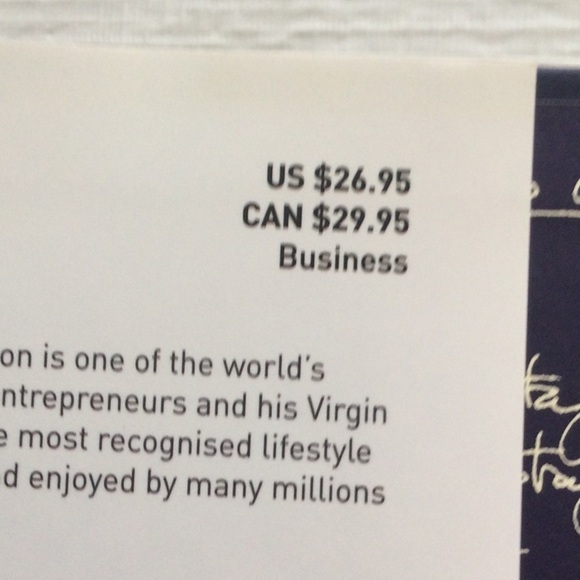 US $26.95
CAN $29.95
Business
on is one of the world's
ntrepreneurs and his Virgin
e most recognised lifestyle
d enjoyed by many millions